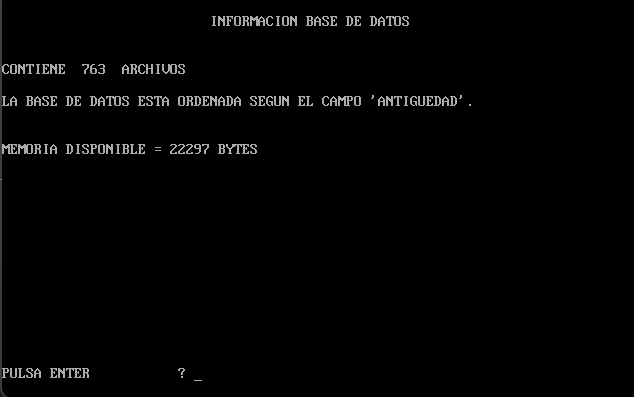 INFORMACION BASE DE DATOS
CONTIENE  763  ARCHIVOS
LA BASE DE DATOS ESTA ORDENADA SEGUN EL CAMPO 'ANTIGUEDAD'.
MEMORIA DISPONIBLE = 22297 BYTES
PULSA ENTER           ? _